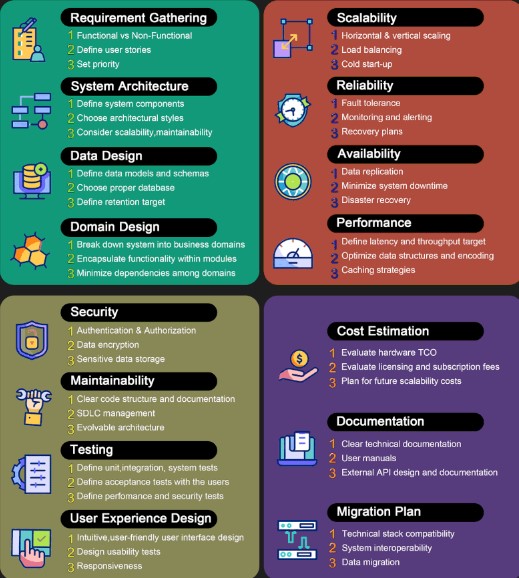 Requirement Gathering
1 Functional vs Non-Functional
2 Define user stories
3 Set priority
System Architecture
1 Define system components
2 Choose architectural styles
3 Consider scalability,maintainability
Data Design
1 Define data models and schemas
2 Choose proper database
3 Define retention target
Domain Design
1 Break down system into business domains
2 Encapsulate functionality within modules
3 Minimize dependencies among domains
Scalability
1 Horizontal & vertical scaling
2 Load balancing
3 Cold start-up
Reliability
1 Fault tolerance
2 Monitoring and alerting
3 Recovery plans
Availability
1 Data replication
2 Minimize system downtime
3 Disaster recovery
Performance
1 Define latency and throughput target
2 Optimize data structures and encoding
3 Caching strategies
Security
1 Authentication & Authorization
2 Data encryption
3 Sensitive data storage
Maintainability
1 Clear code structure and documentation
2 SDLC management
3 Evolvable architecture
Testing
1 Define unit,integration, system tests
2 Define acceptance tests with the users
3 Define perfomance and security tests
User Experience Design
1 Intuitive,user-friendly user interface design
2 Design usability tests
3 Responsiveness
Cost Estimation
1 Evaluate hardware TCO
2 Evaluate licensing and subscription fees
3 Plan for future scalability costs
Documentation
1 Clear technical documentation
2 User manuals
3 External API design and documentation
Migration Plan
1 Technical stack compatibility
2 System interoperability
3 Data migration